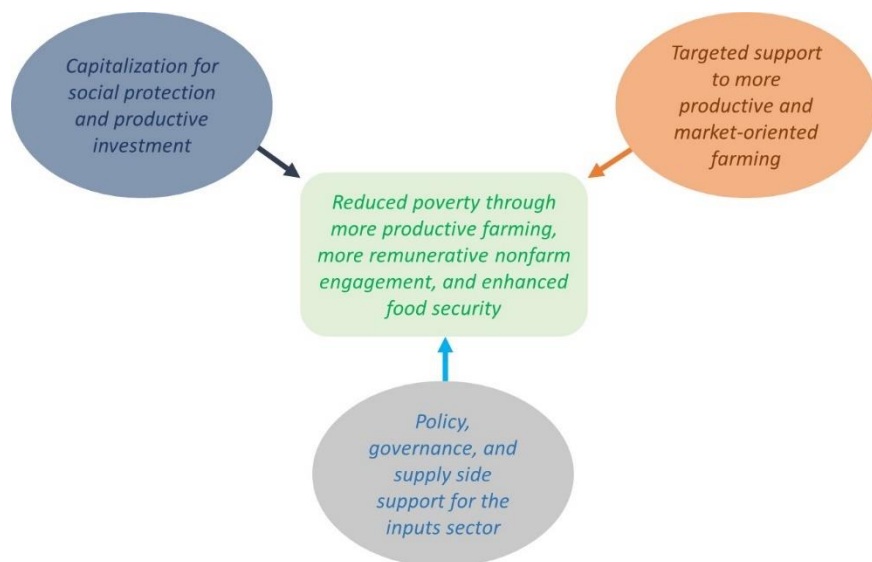 Capitalization for
social protection
and productive
investment
Targeted support
to more
productive and
market-oriented
farming
Reduced poverty through
more productive farming,
more remunerative nonfarm
engagement, and enhanced
food security
Policy,
governance, and
supply side
support for the
inputs sector